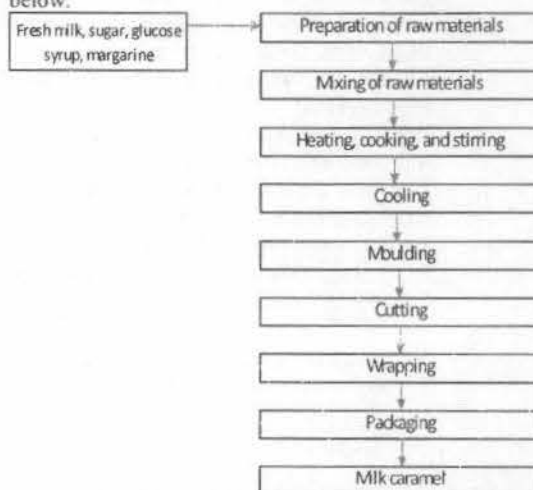 below.
Fresh milk, sugar, glucose
syrup, margarine
Preparation of raw materials
Mixing of raw materials
Heating, cooking, and stirring
Cooling
Moulding
Cutting
Wrapping
Packaging
Milk caramel